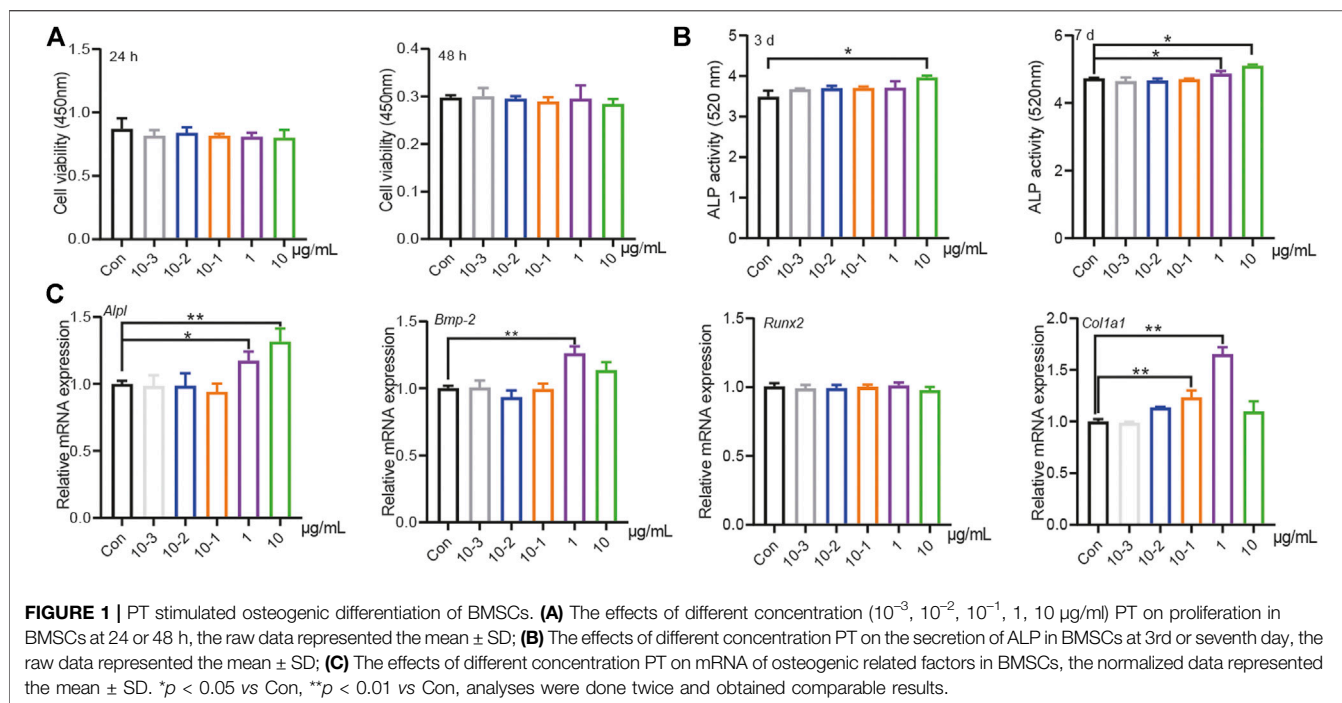 A
24 h
Cell viability (450nm)
1.5
1.0
0.5
0.0
Con
10-3
10-2
10-1
1
10
µg/mL
48 h
Cell viability (450nm)
0.4
0.3
0.2
0.1
0.0
Con
10-3
10-2
10-1
1
10
µg/mL
B
3 d
ALP activity (520 nm)
5
4
3
2
1
0
*
Con
10-3
10-2
10-1
1
10
µg/mL
7 d
ALP activity (520nm)
6
4
2
0
*
*
Con
10-3
10-2
10-1
1
10
µg/mL
C
Alpl
Relative mRNA expression
1.5
1.0
0.5
0.0
**
*
Con
10-3
10-2
10-1
1
10
µg/mL
Bmp-2
Relative mRNA expression
1.5
1.0
0.5
0.0
**
Con
10-3
10-2
10-1
1
10
µg/mL
Runx2
Relative mRNA expression
1.5
1.0
0.5
0.0
Con
10-3
10-2
10-1
1
10
µg/mL
Col1a1
Relative mRNA expression
2.0
1.5
1.0
0.5
0.0
**
**
Con
10-3
10-2
10-1
1
10
µg/mL
FIGURE 1 | PT stimulated osteogenic differentiation of BMSCs. (A) The effects of different concentration (10⁻³, 10⁻², 10⁻¹, 1, 10 µg/ml) PT on proliferation in
BMSCs at 24 or 48 h, the raw data represented the mean ± SD; (B) The effects of different concentration PT on the secretion of ALP in BMSCs at 3rd or seventh day, the
raw data represented the mean ± SD; (C) The effects of different concentration PT on mRNA of osteogenic related factors in BMSCs, the normalized data represented
the mean ± SD. *p < 0.05 vs Con, **p < 0.01 vs Con, analyses were done twice and obtained comparable results.